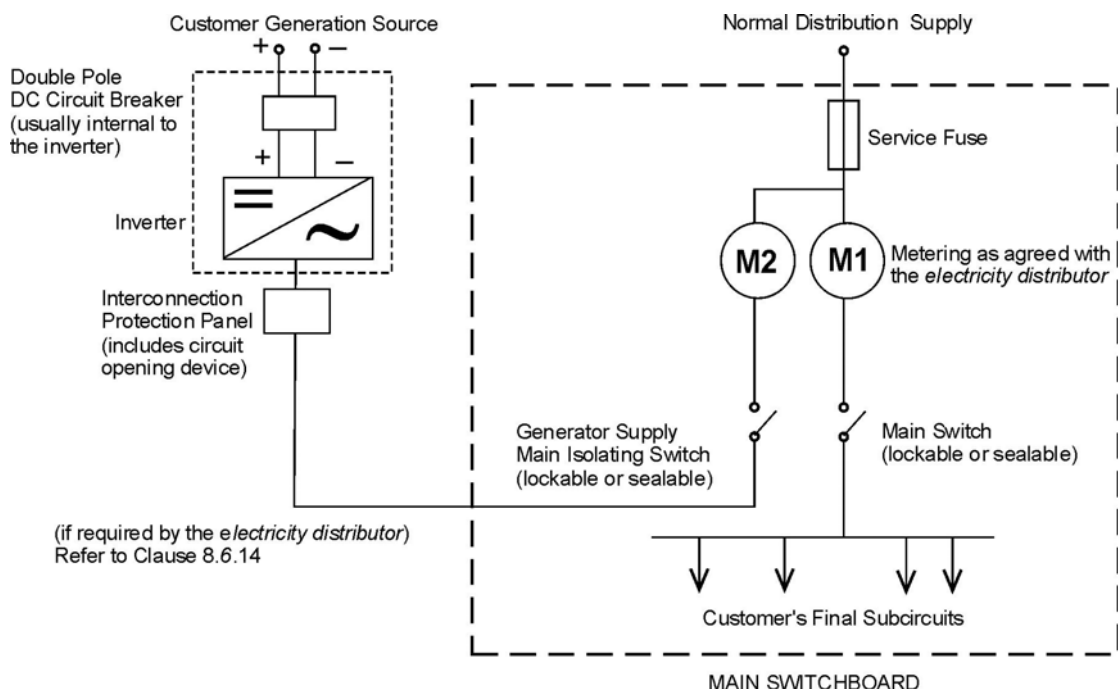 Customer Generation Source
+ −
Double Pole
DC Circuit Breaker
(usually internal to
the inverter)
+ −
Inverter
Interconnection
Protection Panel
(includes circuit
opening device)
(if required by the electricity distributor)
Refer to Clause 8.6.14
Normal Distribution Supply
Service Fuse
M2 M1
Metering as agreed with
the electricity distributor
Generator Supply
Main Isolating Switch
(lockable or sealable)
Main Switch
(lockable or sealable)
Customer's Final Subcircuits
MAIN SWITCHBOARD